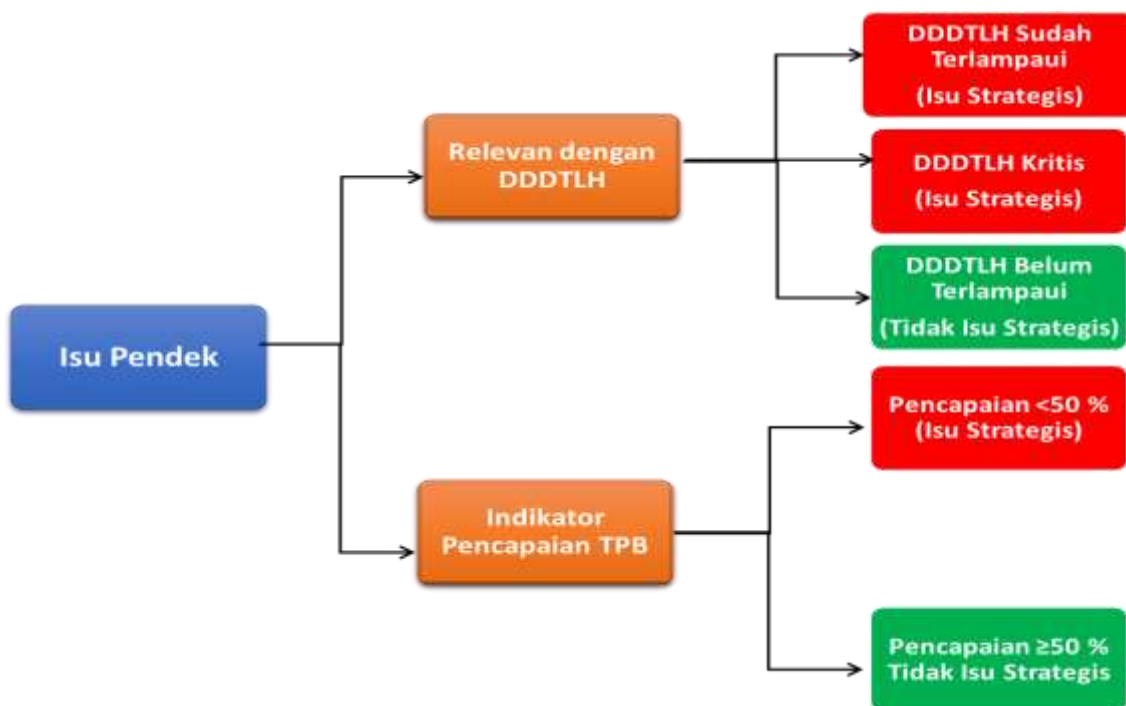 DDDTLH Sudah
Terlampaui
(Isu Strategis)
Relevan dengan
DDDTLH
DDDTLH Kritis
(Isu Strategis)
DDDTLH Belum
Terlampaui
(Tidak Isu Strategis)
Isu Pendek
Pencapaian <50 %
(Isu Strategis)
Indikator
Pencapaian TPB
Pencapaian ≥50 %
Tidak Isu Strategis